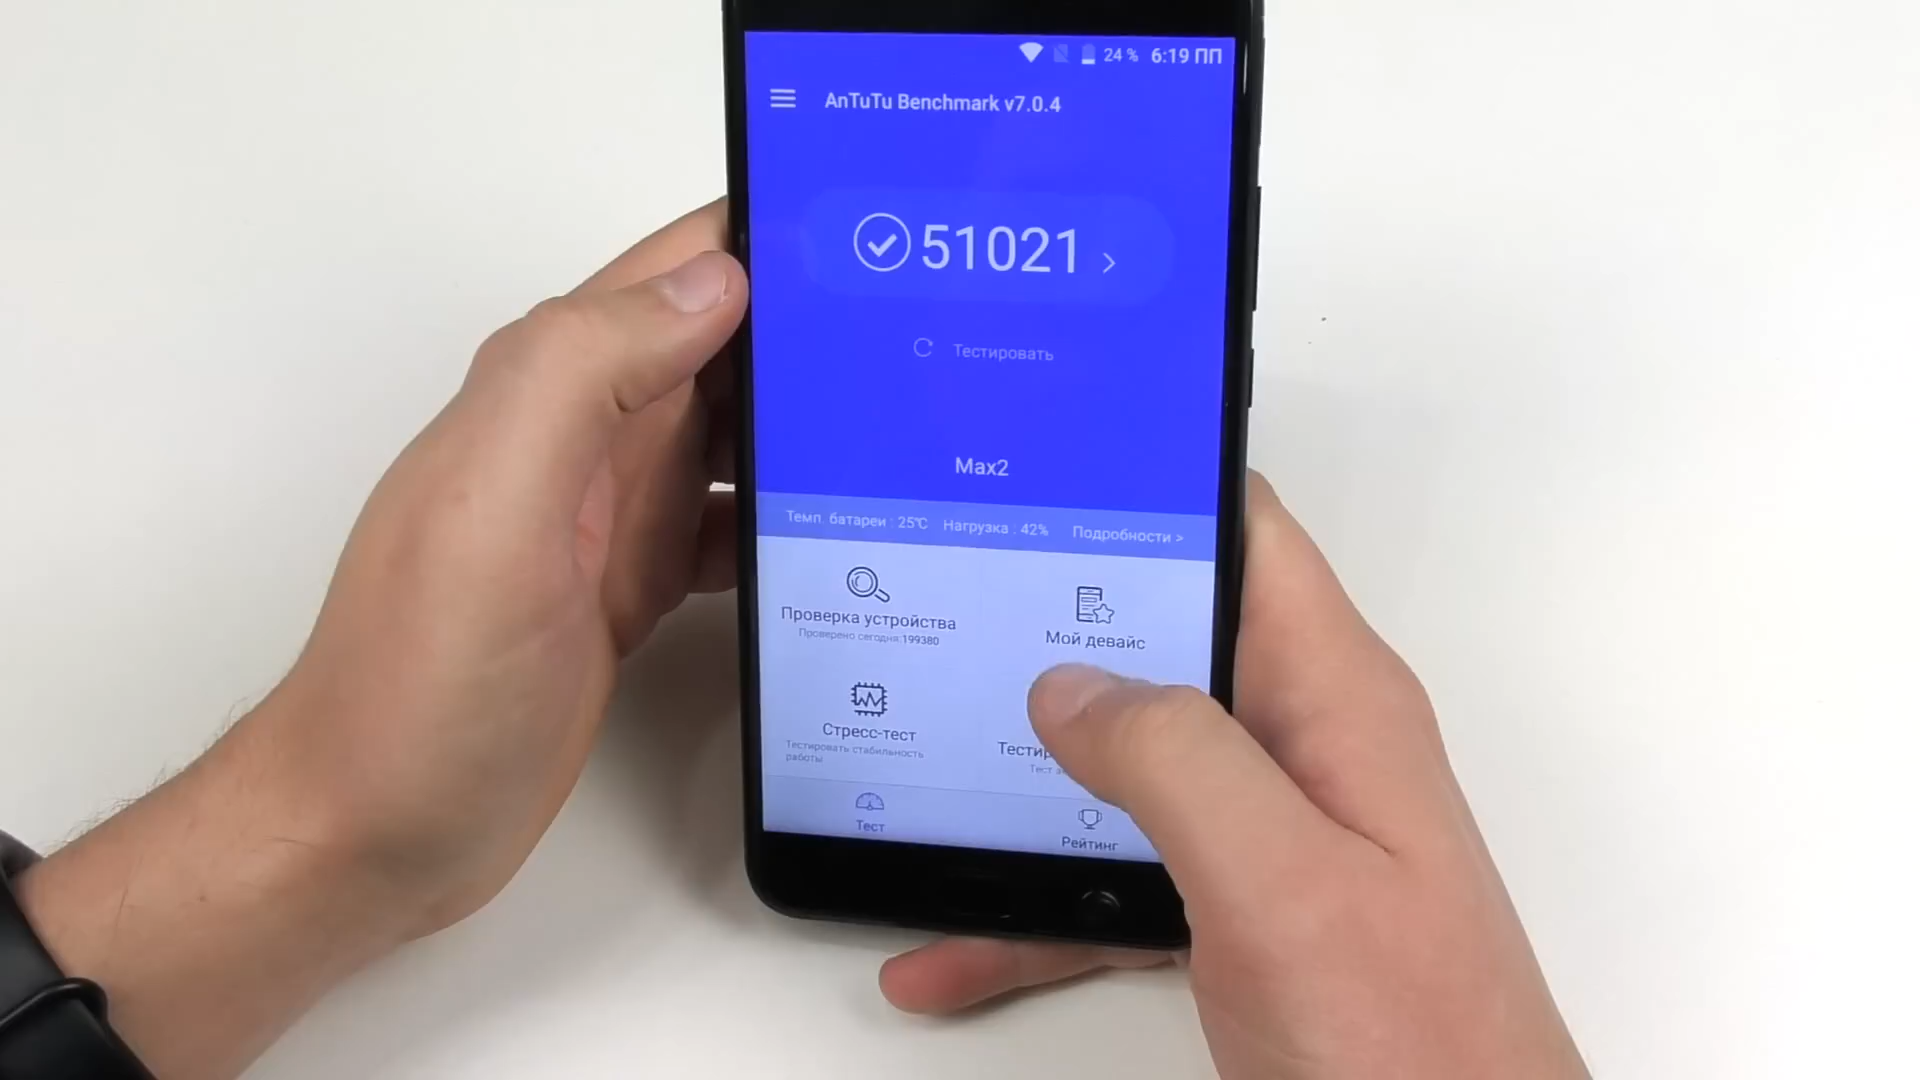 24 % 6:19 ПП
AnTuTu Benchmark v7.0.4
51021 >
Тестировать
Max2
Темп. батареи : 25℃ Нагрузка : 42% Подробности >
Проверка устройства
Проверено сегодня:199380
Мой девайс
Стресс-тест
Тестировать стабильность
работы
Тестир
Тест
Тест
Рейтинг